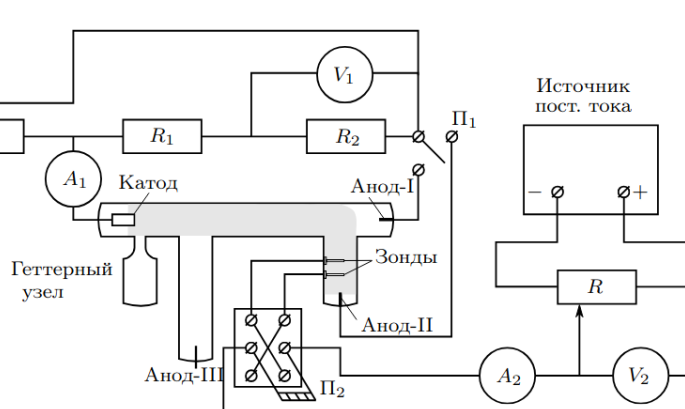 V₁
Источник
пост. тока
П₁
R₁
R₂
A₁
Катод
Анод-I
− +
Геттерный
узел
Зонды
R
Анод-II
Анод-III
П₂
A₂
V₂